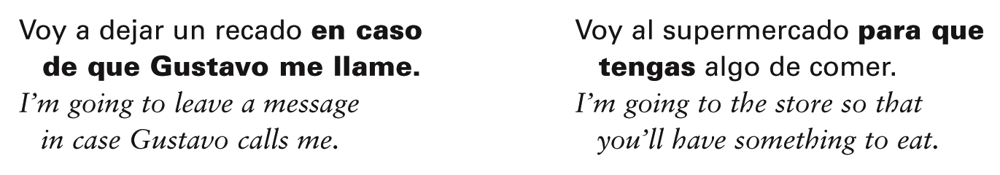 Voy a dejar un recado en caso
de que Gustavo me llame.
I'm going to leave a message
in case Gustavo calls me.
Voy al supermercado para que
tengas algo de comer.
I'm going to the store so that
you'll have something to eat.